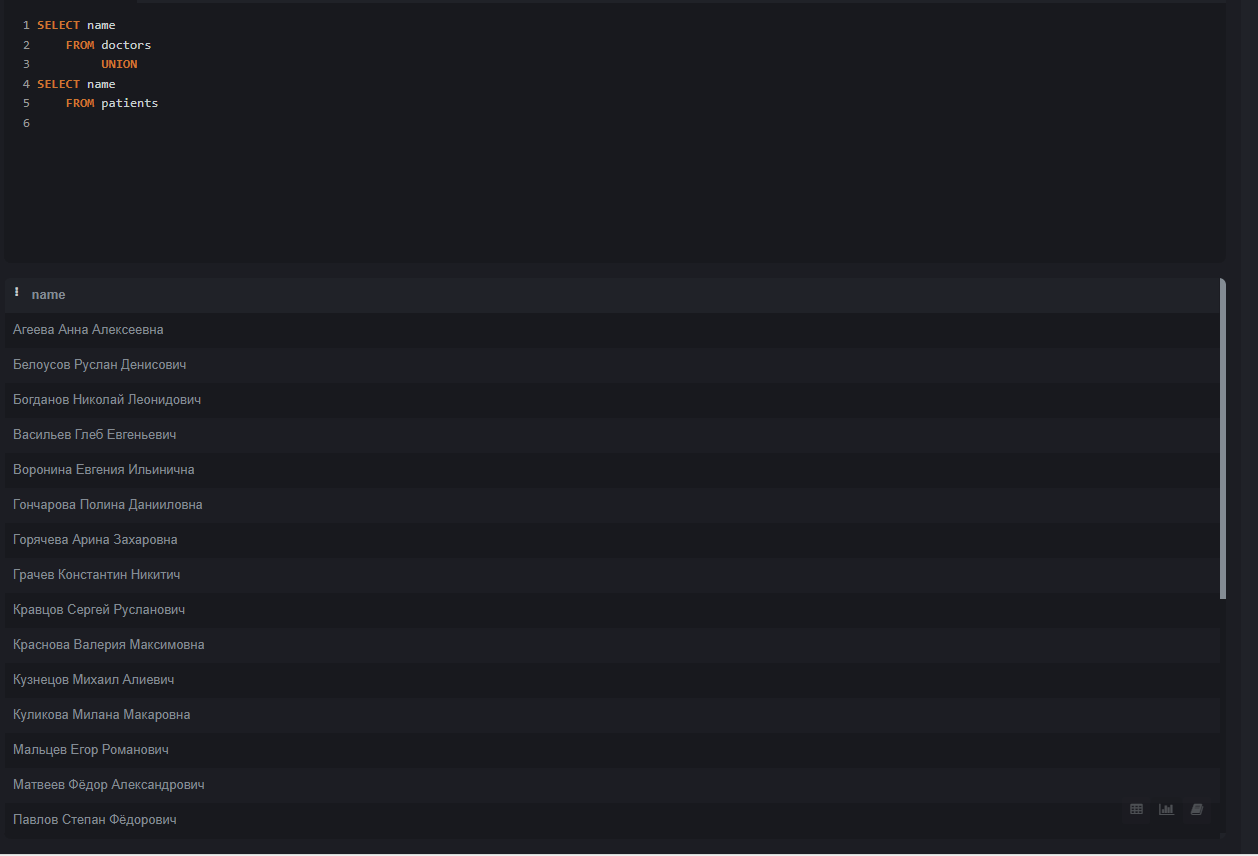 1 SELECT name
2 FROM doctors
3 UNION
4 SELECT name
5 FROM patients
6
name
Агеева Анна Алексеевна
Белоусов Руслан Денисович
Богданов Николай Леонидович
Васильев Глеб Евгеньевич
Воронина Евгения Ильинична
Гончарова Полина Данииловна
Горячева Арина Захаровна
Грачев Константин Никитич
Кравцов Сергей Русланович
Краснова Валерия Максимовна
Кузнецов Михаил Алиевич
Куликова Милана Макаровна
Мальцев Егор Романович
Матвеев Фёдор Александрович
Павлов Степан Фёдорович